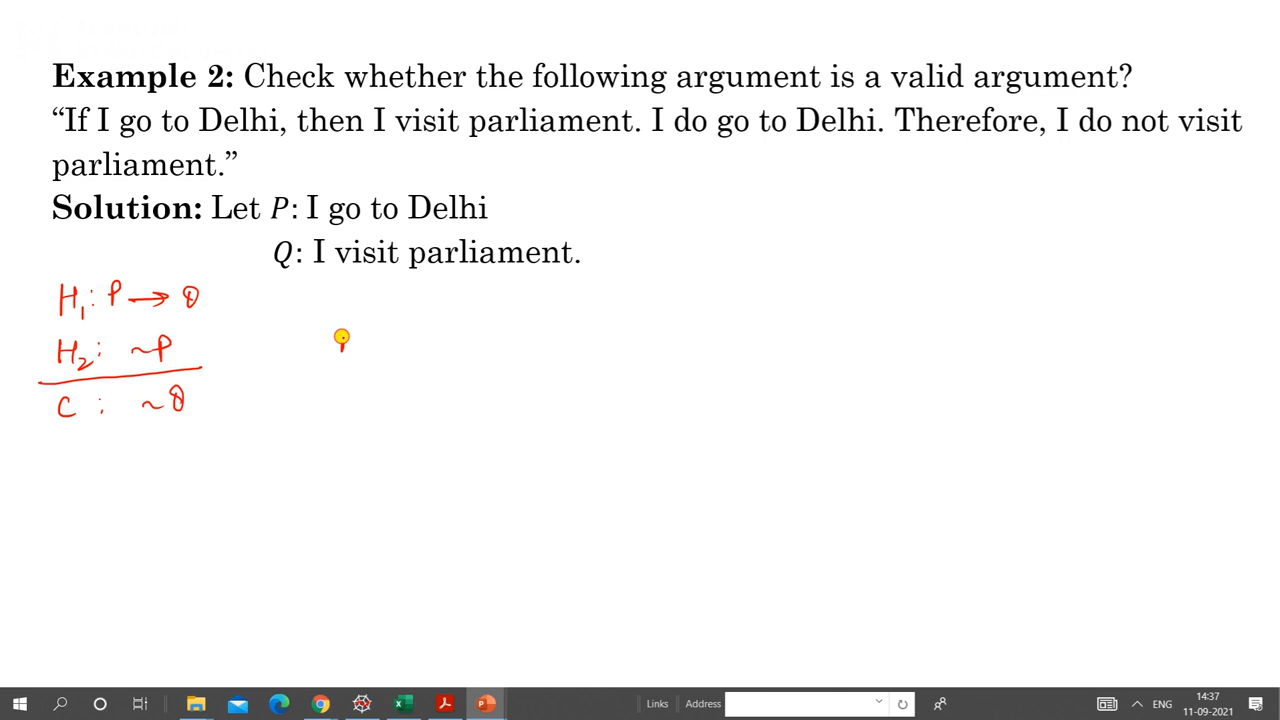 Example 2: Check whether the following argument is a valid argument?
“If I go to Delhi, then I visit parliament. I do go to Delhi. Therefore, I do not visit
parliament.”
Solution: Let P: I go to Delhi
Q: I visit parliament.
H₁: P → Q
H₂: ~P
C : ~Q
Links Address ENG 14:37
11-09-2021